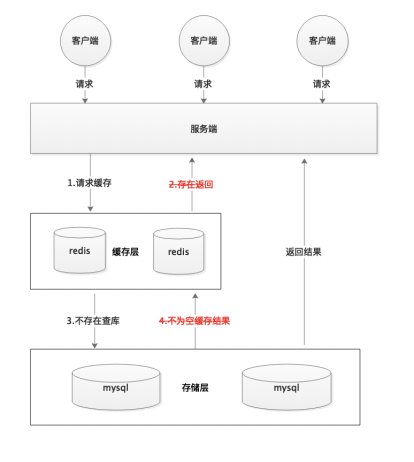 客户端 客户端 客户端
请求 请求 请求
服务端
1.请求缓存 2.存在返回
redis 缓存层 redis
返回结果
3.不存在查库 4.不为空缓存结果
mysql 存储层 mysql